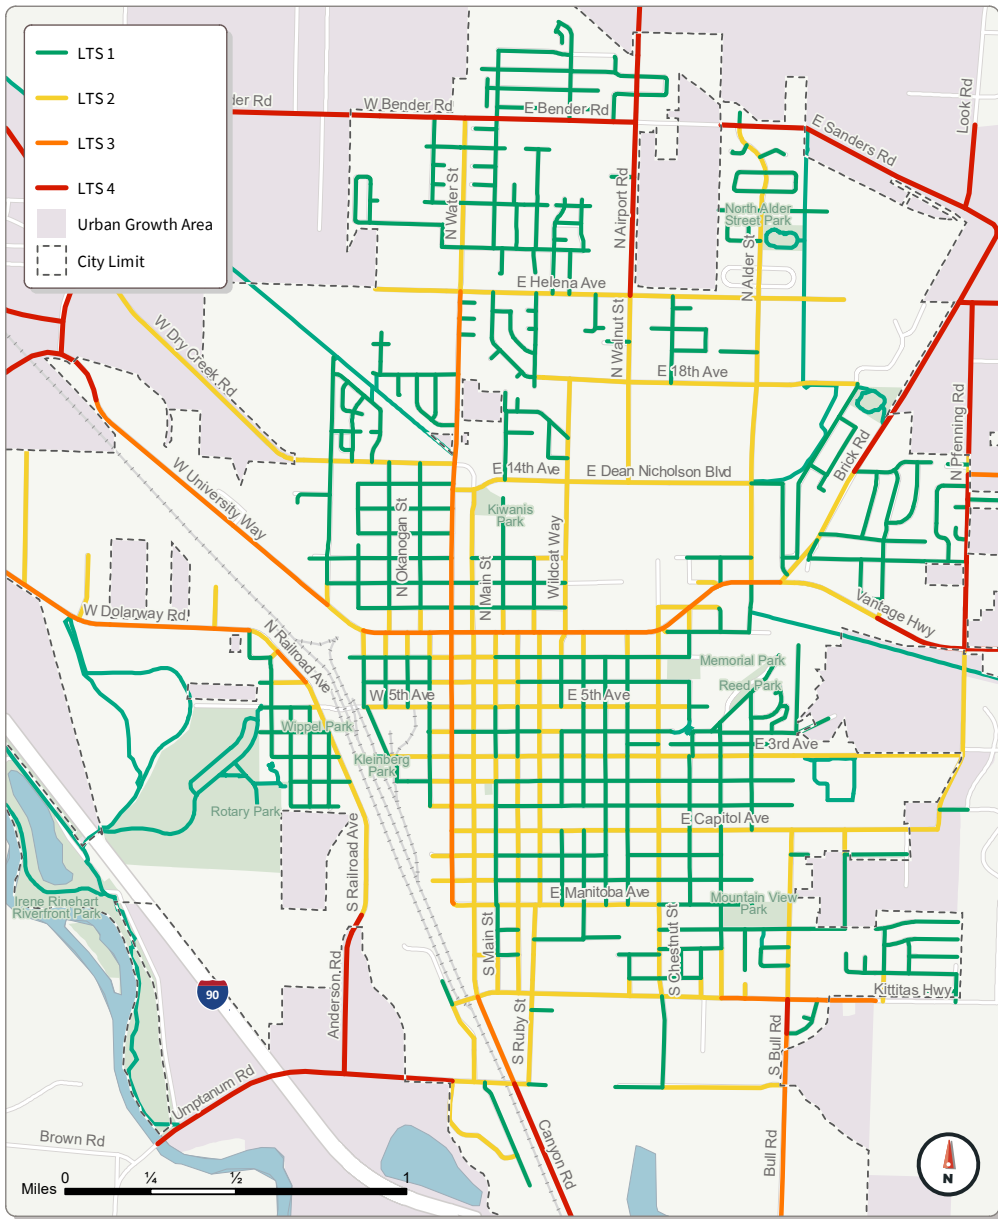 LTS 1
LTS 2
LTS 3
LTS 4
Urban Growth Area
City Limit
der Rd
W Bender Rd
E Bender Rd
E Sanders Rd
Look Rd
N Water St
N Airport Rd
North Alder
Street Park
N Alder St
E Helena Ave
N Walnut St
W Dry Creek Rd
E 18th Ave
N Pfenning Rd
Brick Rd
W University Way
E 14th Ave
E Dean Nicholson Blvd
N Okanogan St
Kiwanis
Park
N Main St
Wildcat Way
W Dolarway Rd
Vantage Hwy
N Railroad Ave
Memorial Park
Reed Park
W 5th Ave
E 5th Ave
Wippel Park
Kleinberg
Park
E 3rd Ave
Rotary Park
S Railroad Ave
E Capitol Ave
E Manitoba Ave
Mountain View
Park
Irene Rinehart
Riverfront Park
S Main St
S Chestnut St
90
Anderson Rd
Kittitas Hwy
S Ruby St
S Bull Rd
Umptanum Rd
Brown Rd
Canyon Rd
Bull Rd
Miles
0
¼
½
1
N